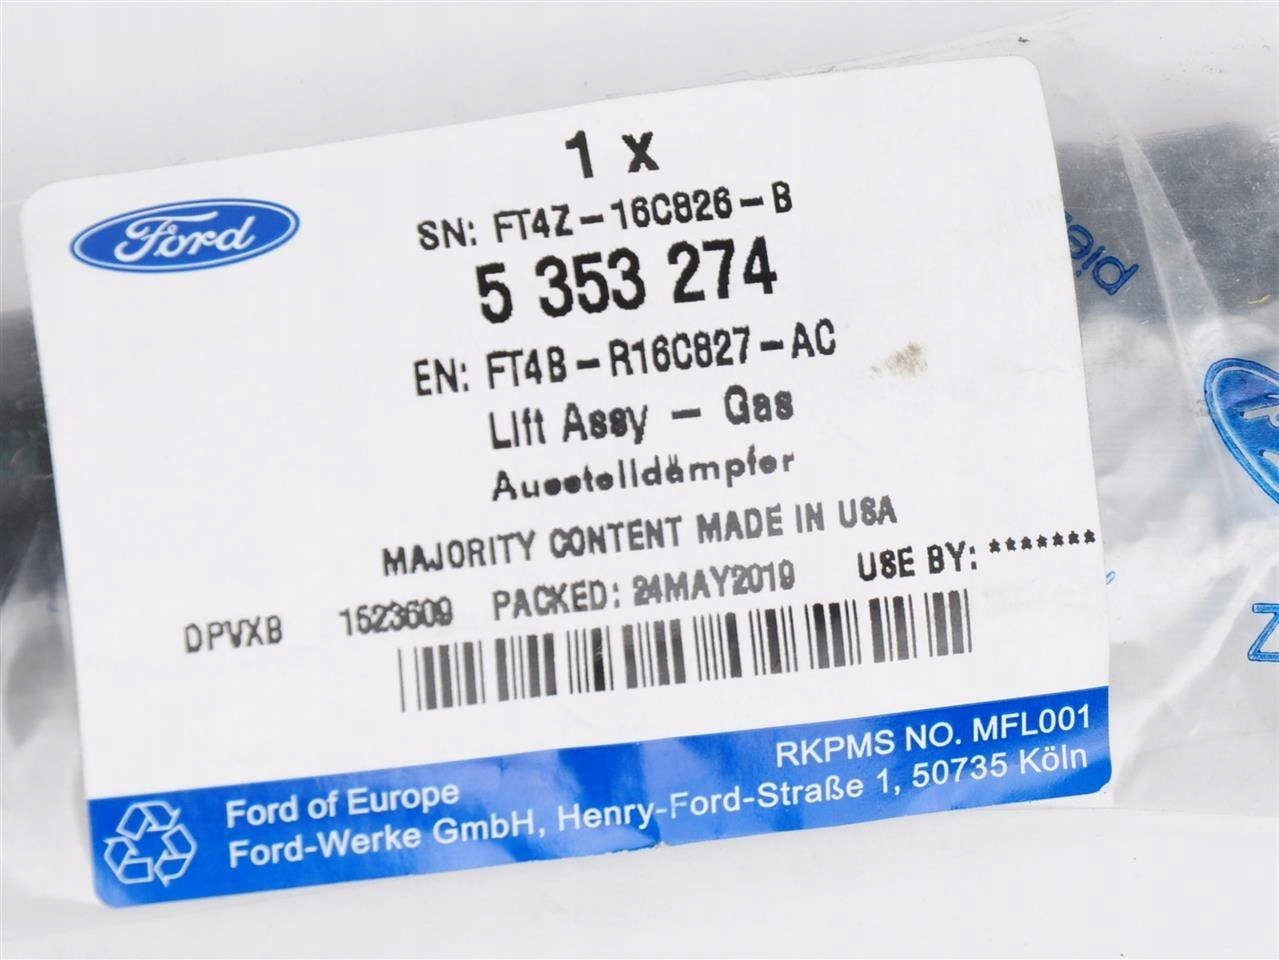 1 x
Ford
SN: FT4Z-16C826-B
5 353 274
EN: FT4B-R16C827-AC
Lift Assy - Gas
Ausstelldämpfer
MAJORITY CONTENT MADE IN USA
DPVXB 1523609 PACKED: 24MAY2019 USE BY: *******
RKPMS NO. MFL001
Ford of Europe
Ford-Werke GmbH, Henry-Ford-Straße 1, 50735 Köln